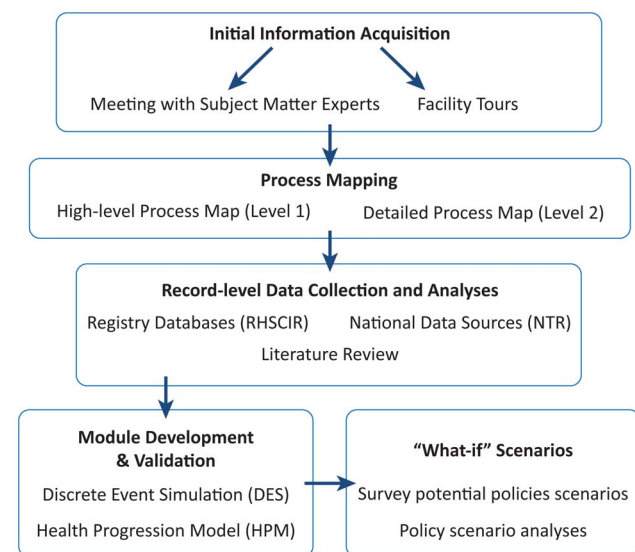 Initial Information Acquisition
Meeting with Subject Matter Experts Facility Tours
Process Mapping
High-level Process Map (Level 1) Detailed Process Map (Level 2)
Record-level Data Collection and Analyses
Registry Databases (RHSCIR) National Data Sources (NTR)
Literature Review
Module Development
& Validation
Discrete Event Simulation (DES)
Health Progression Model (HPM)
“What-if” Scenarios
Survey potential policies scenarios
Policy scenario analyses